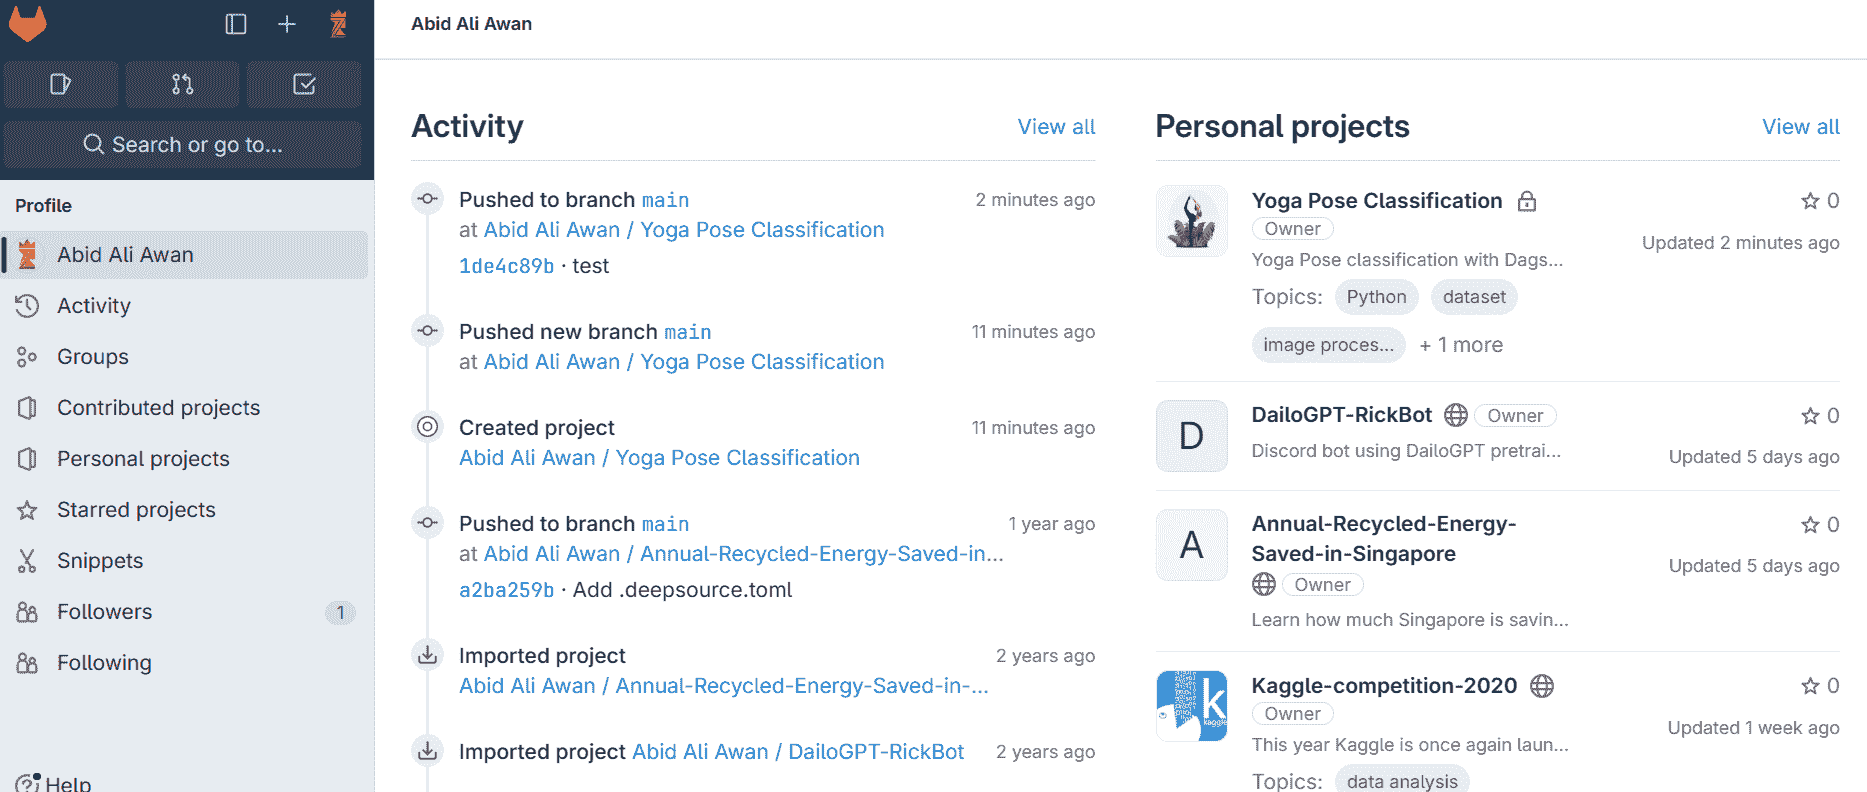 Search or go to...
Profile
Abid Ali Awan
Activity
Groups
Contributed projects
Personal projects
Starred projects
Snippets
Followers 1
Following
Help
Abid Ali Awan
Activity View all
Pushed to branch main 2 minutes ago
at Abid Ali Awan / Yoga Pose Classification
1de4c89b · test
Pushed new branch main 11 minutes ago
at Abid Ali Awan / Yoga Pose Classification
Created project 11 minutes ago
Abid Ali Awan / Yoga Pose Classification
Pushed to branch main 1 year ago
at Abid Ali Awan / Annual-Recycled-Energy-Saved-in...
a2ba259b · Add .deepsource.toml
Imported project 2 years ago
Abid Ali Awan / Annual-Recycled-Energy-Saved-in-...
Imported project Abid Ali Awan / DailoGPT-RickBot 2 years ago
Personal projects View all
Yoga Pose Classification 0
Owner
Updated 2 minutes ago
Yoga Pose classification with Dags...
Topics: Python dataset
image proces... + 1 more
D
DailoGPT-RickBot Owner 0
Discord bot using DailoGPT pretrai...
Updated 5 days ago
A
Annual-Recycled-Energy- 0
Saved-in-Singapore
Updated 5 days ago
Owner
Learn how much Singapore is savin...
k
kaggle
Kaggle-competition-2020 0
Owner
Updated 1 week ago
This year Kaggle is once again laun...
Topics: data analysis